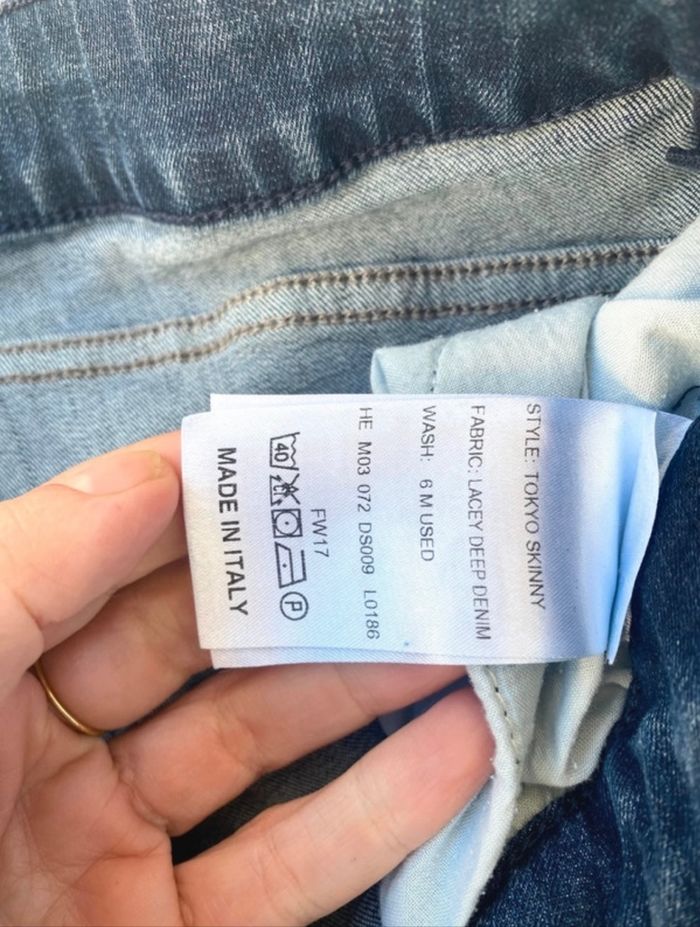 STYLE: TOKYO SKINNY
FABRIC: LACEY DEEP DENIM
WASH: 6 M USED
HE M03 072 DS009 L0186
FW17
40 CL P
MADE IN ITALY